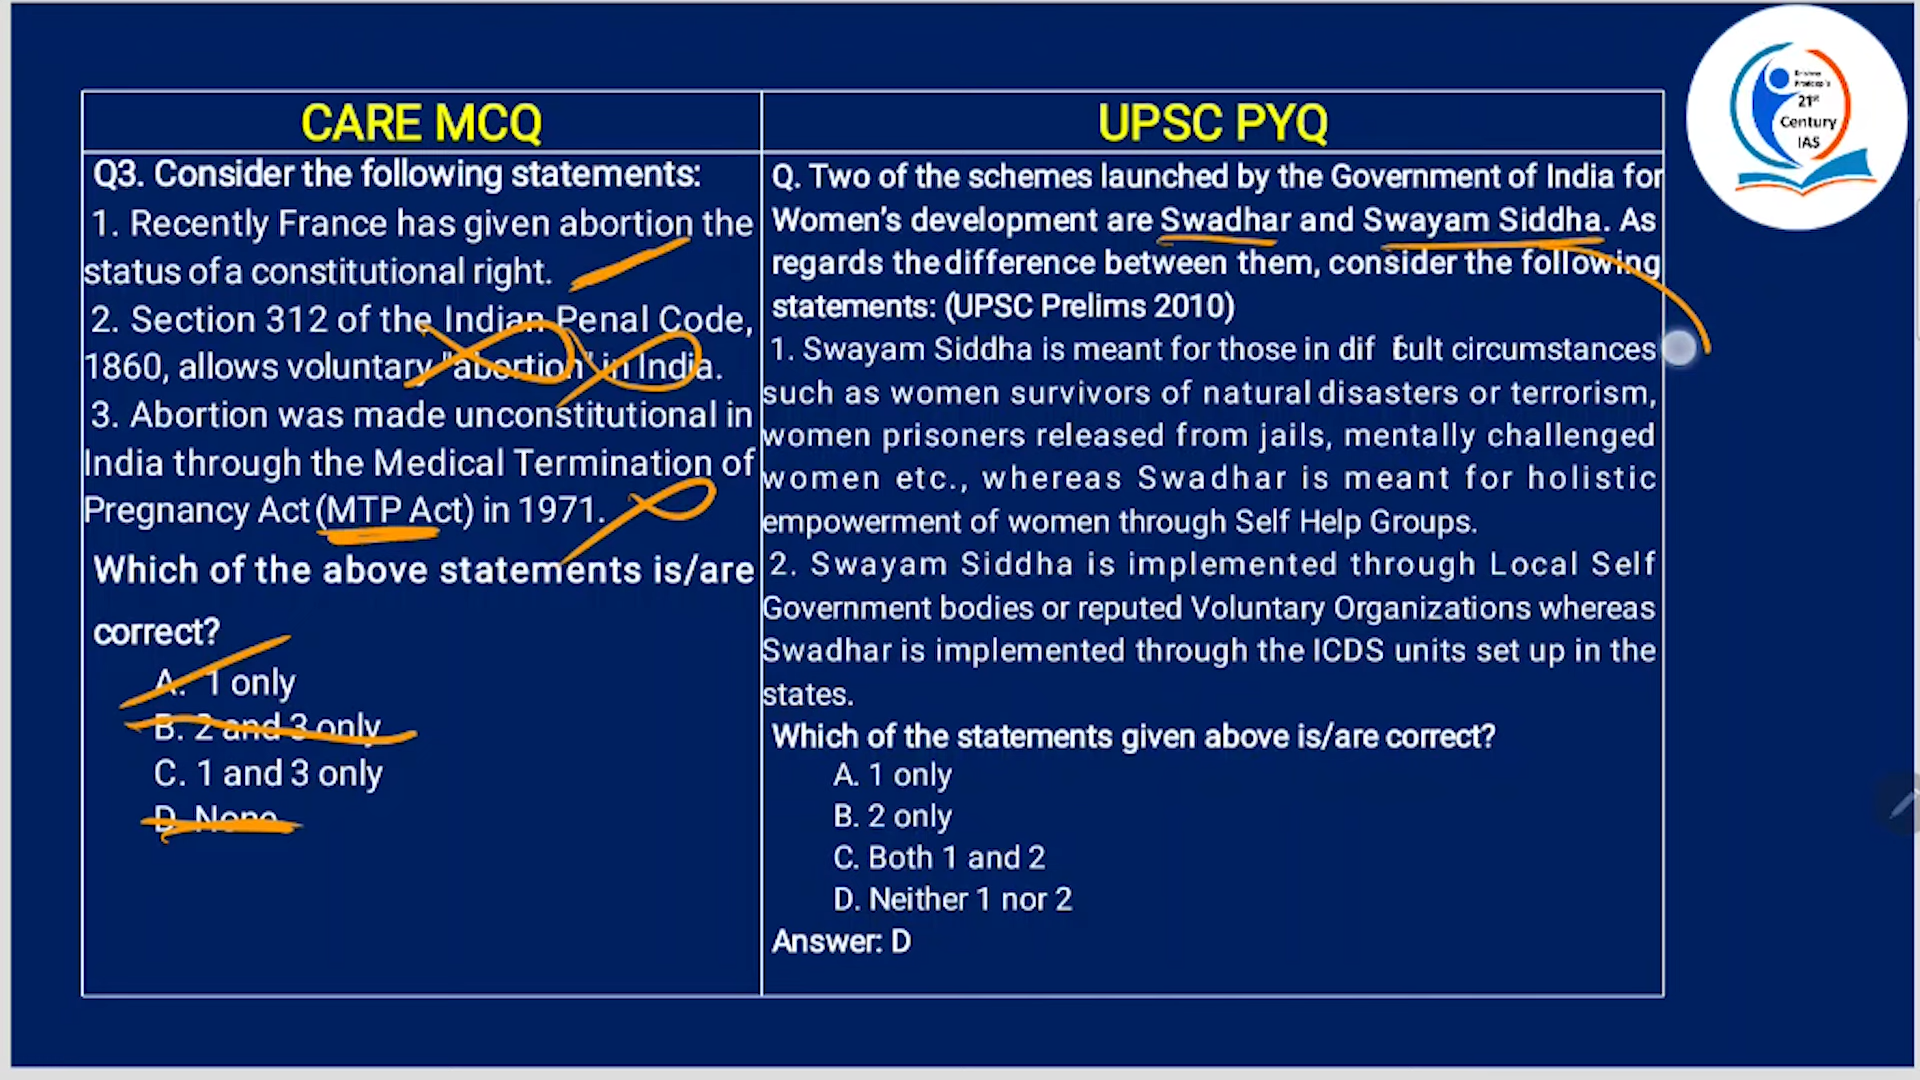 CARE MCQ
Q3. Consider the following statements:
1. Recently France has given abortion the
status of a constitutional right.
2. Section 312 of the Indian Penal Code,
1860, allows voluntary "abortion" in India.
3. Abortion was made unconstitutional in
India through the Medical Termination of
Pregnancy Act (MTP Act) in 1971.
Which of the above statements is/are
correct?
A. 1 only
B. 2 and 3 only
C. 1 and 3 only
D. None
UPSC PYQ
Q. Two of the schemes launched by the Government of India for
Women's development are Swadhar and Swayam Siddha. As
regards the difference between them, consider the following
statements: (UPSC Prelims 2010)
1. Swayam Siddha is meant for those in dif cult circumstances
such as women survivors of natural disasters or terrorism,
women prisoners released from jails, mentally challenged
women etc., whereas Swadhar is meant for holistic
empowerment of women through Self Help Groups.
2. Swayam Siddha is implemented through Local Self
Government bodies or reputed Voluntary Organizations whereas
Swadhar is implemented through the ICDS units set up in the
states.
Which of the statements given above is/are correct?
A. 1 only
B. 2 only
C. Both 1 and 2
D. Neither 1 nor 2
Answer: D
Krishna
Pradeep's
21st
Century
IAS